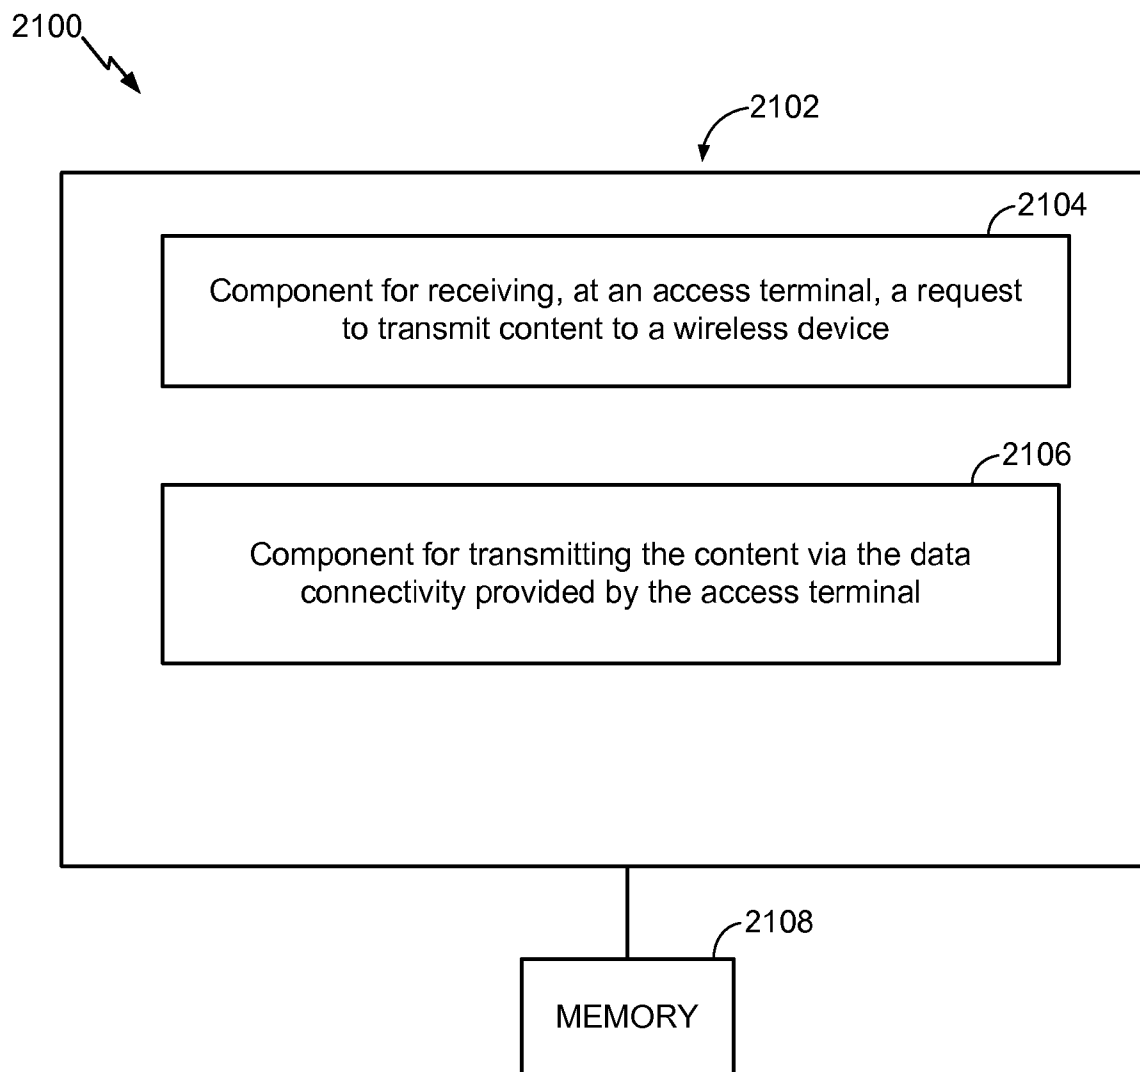 2100
2102
2104
Component for receiving, at an access terminal, a request
to transmit content to a wireless device
2106
Component for transmitting the content via the data
connectivity provided by the access terminal
2108
MEMORY